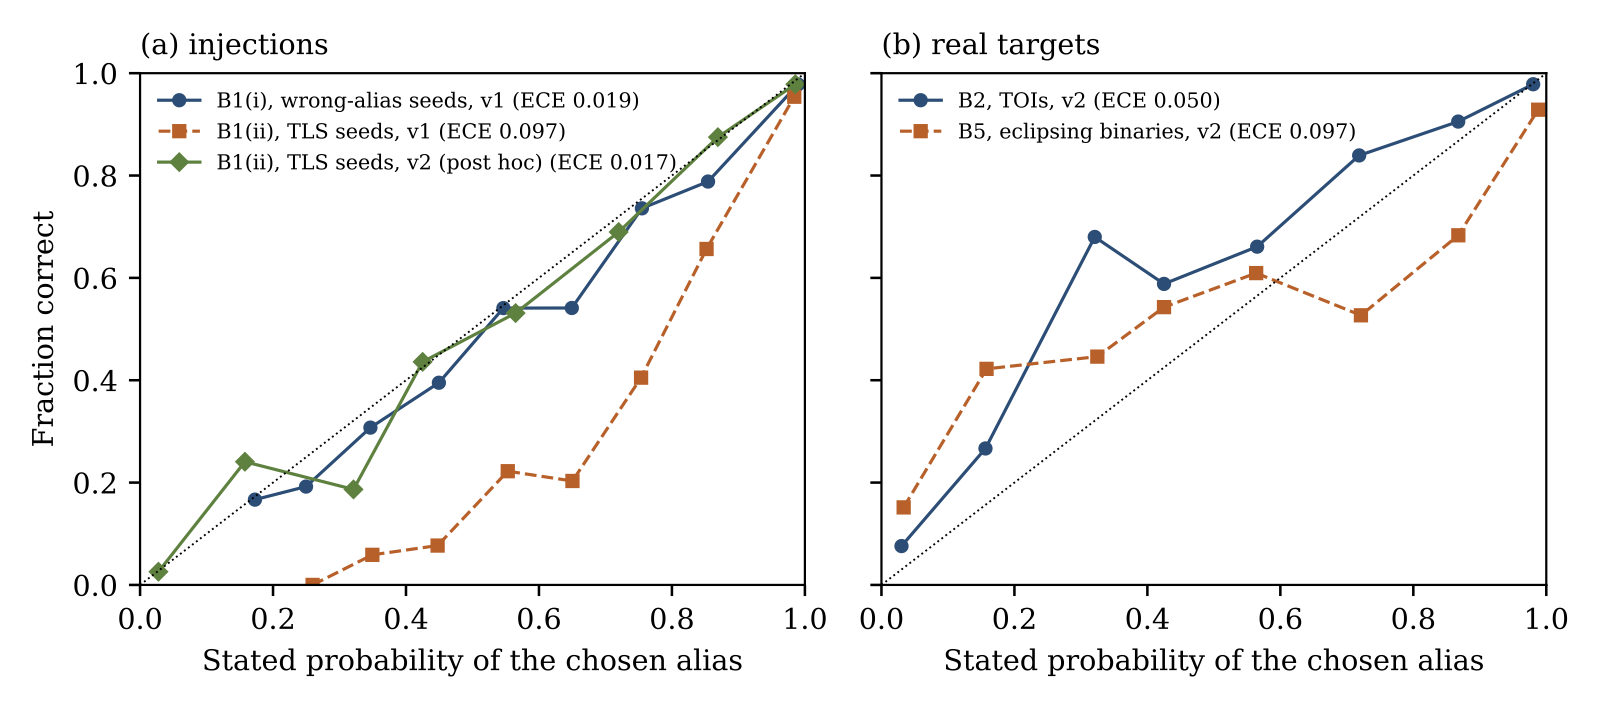 (a) injections
(b) real targets
B1(i), wrong-alias seeds, v1 (ECE 0.019)
B1(ii), TLS seeds, v1 (ECE 0.097)
B1(ii), TLS seeds, v2 (post hoc) (ECE 0.017)
B2, TOIs, v2 (ECE 0.050)
B5, eclipsing binaries, v2 (ECE 0.097)
Fraction correct
1.0
0.8
0.6
0.4
0.2
0.0
0.0 0.2 0.4 0.6 0.8 1.0
0.0 0.2 0.4 0.6 0.8 1.0
Stated probability of the chosen alias
Stated probability of the chosen alias